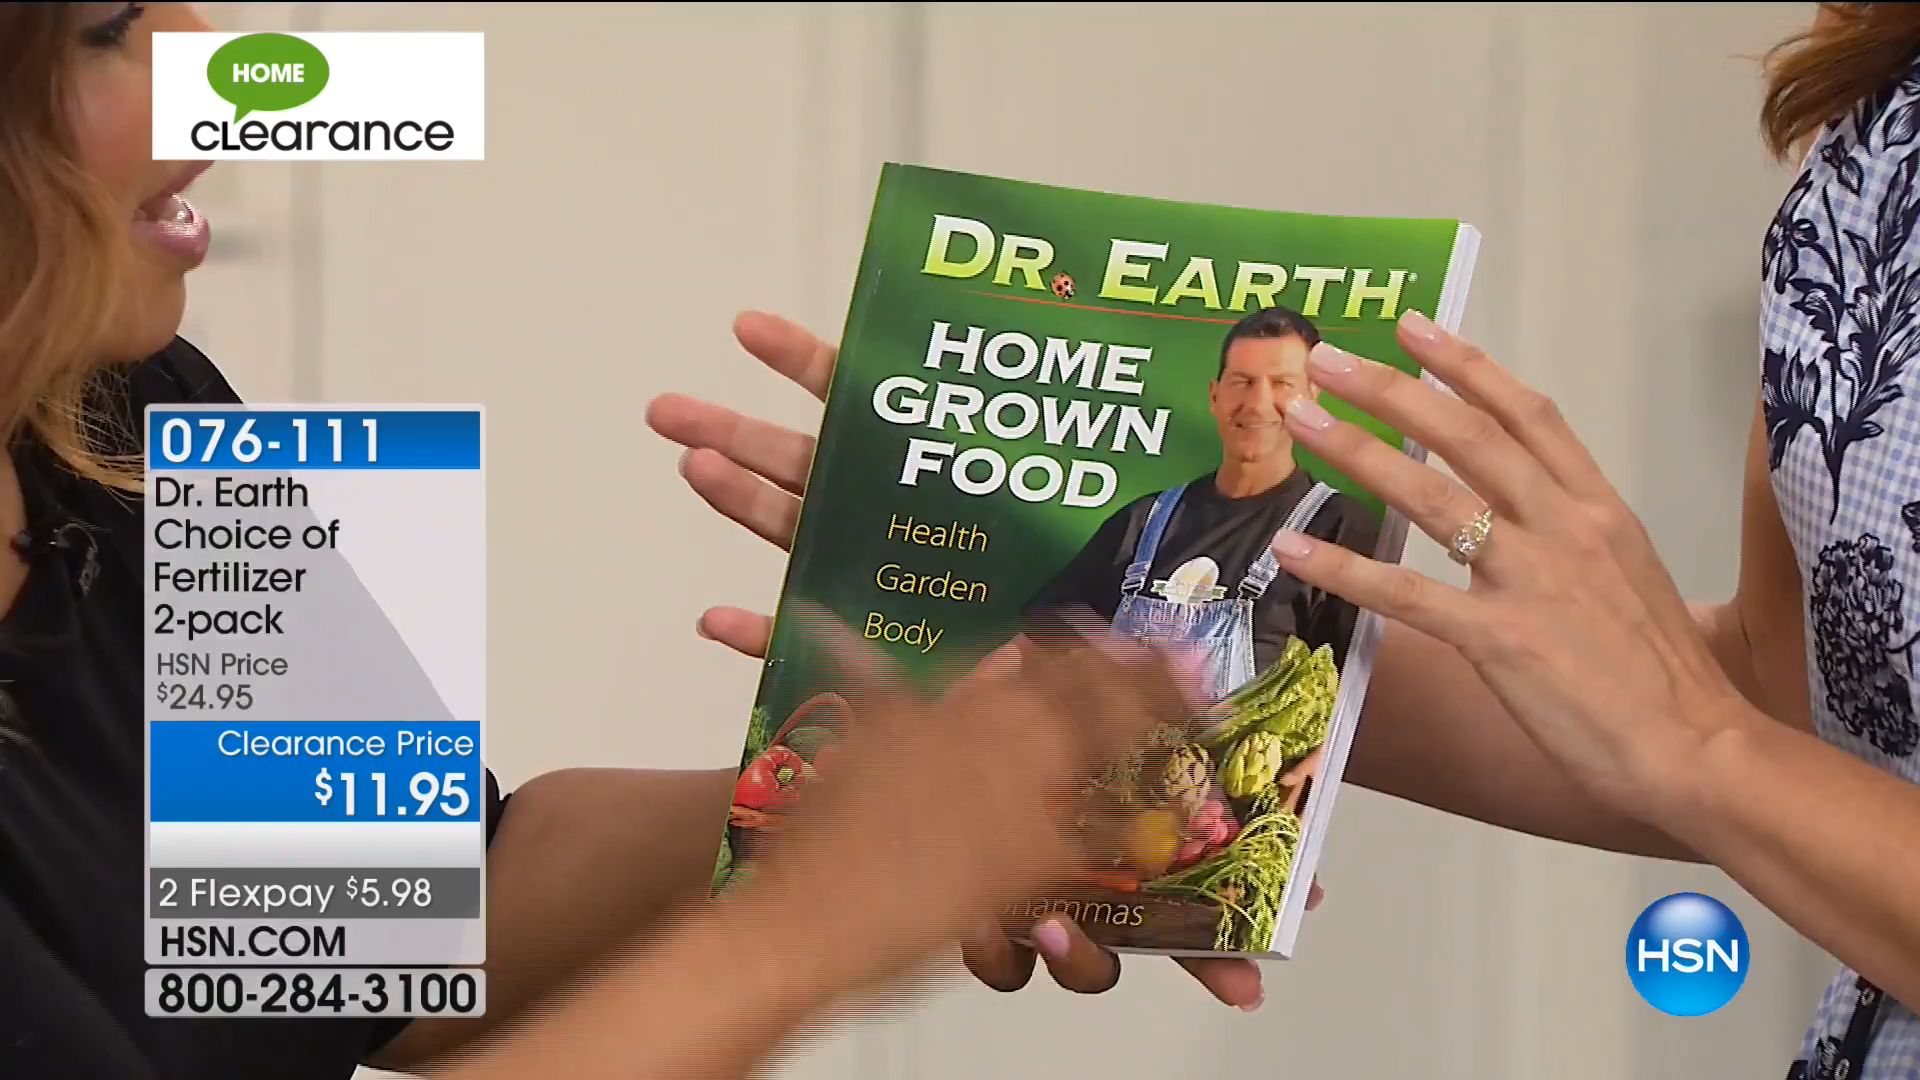 HOME
CLearance
076-111
Dr. Earth
Choice of
Fertilizer
2-pack
HSN Price
$24.95
Clearance Price
$11.95
2 Flexpay $5.98
HSN.COM
800-284-3100
DR. EARTH®
HOME
GROWN
FOOD
Health
Garden
Body
HSN